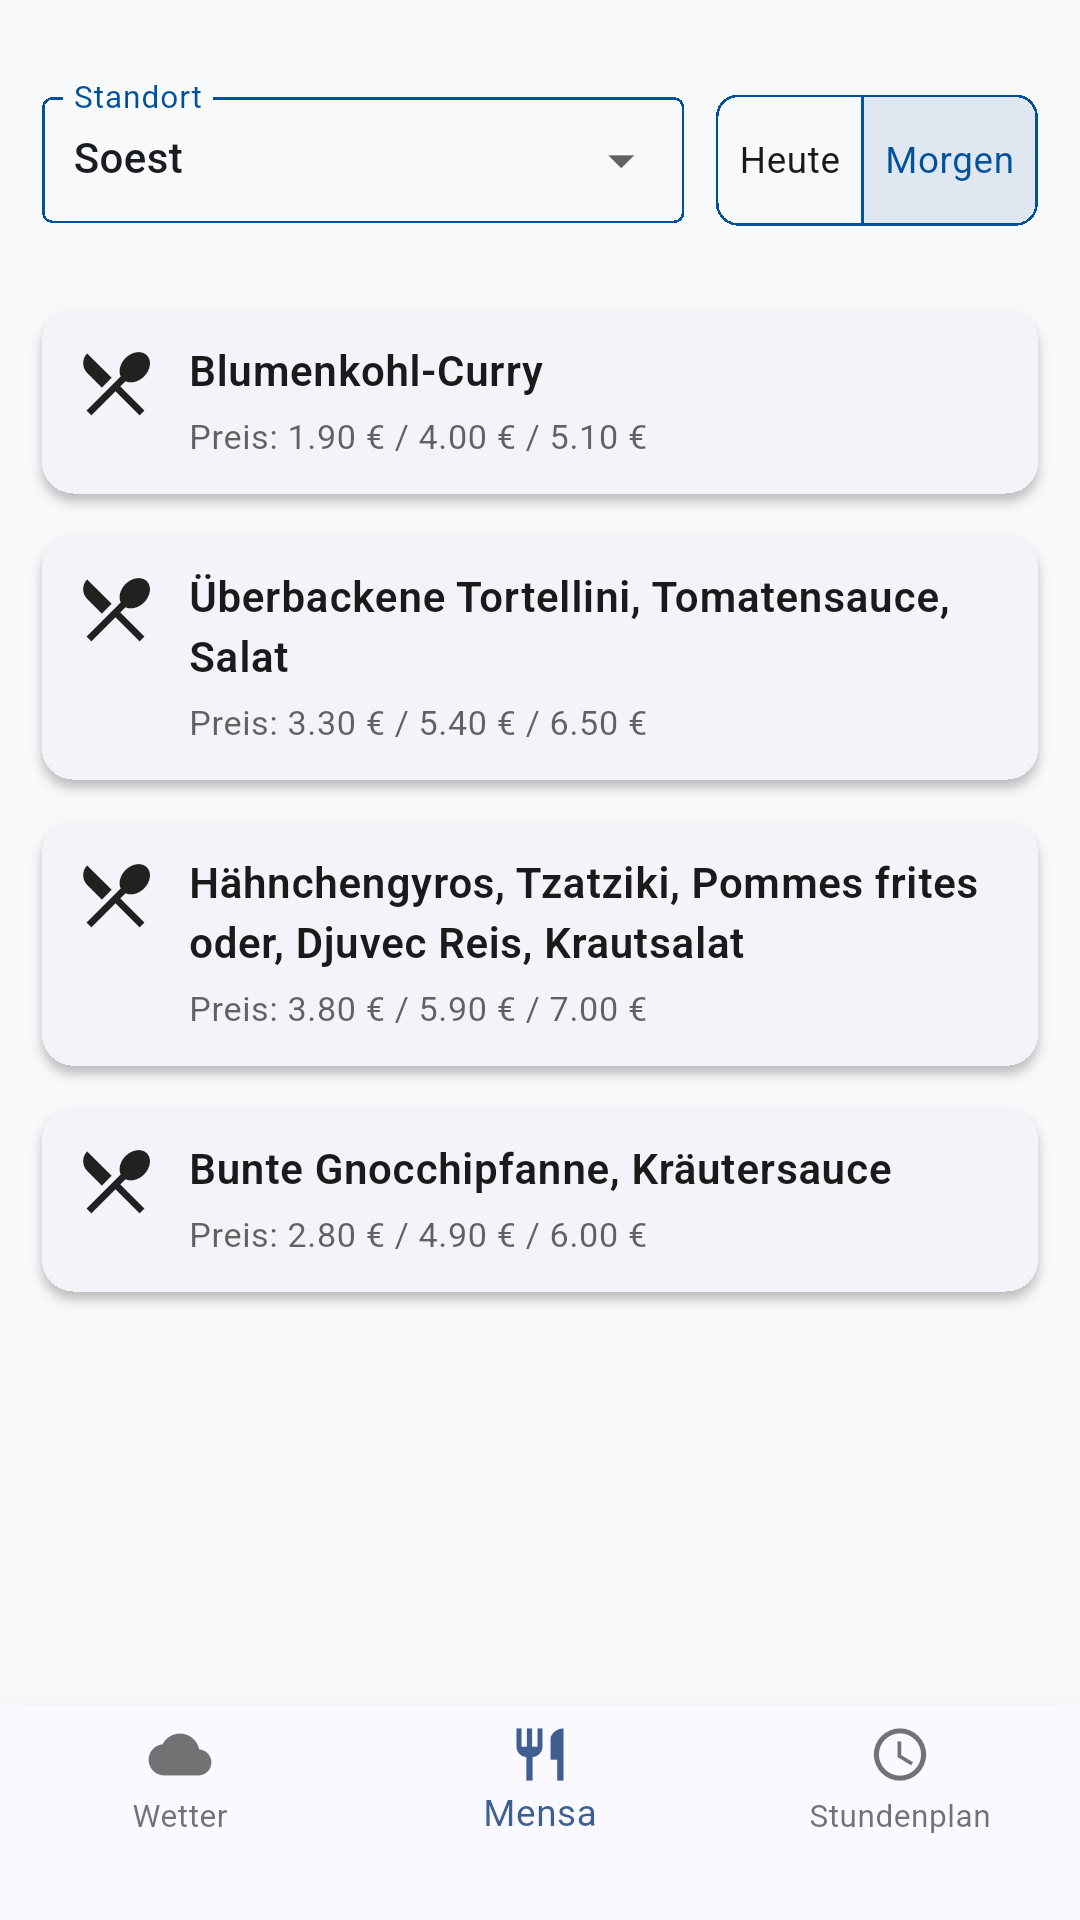 Standort
Soest
Heute
Morgen
Blumenkohl-Curry
Preis: 1.90 € / 4.00 € / 5.10 €
Überbackene Tortellini, Tomatensauce,
Salat
Preis: 3.30 € / 5.40 € / 6.50 €
Hähnchengyros, Tzatziki, Pommes frites
oder, Djuvec Reis, Krautsalat
Preis: 3.80 € / 5.90 € / 7.00 €
Bunte Gnocchipfanne, Kräutersauce
Preis: 2.80 € / 4.90 € / 6.00 €
Wetter
Mensa
Stundenplan